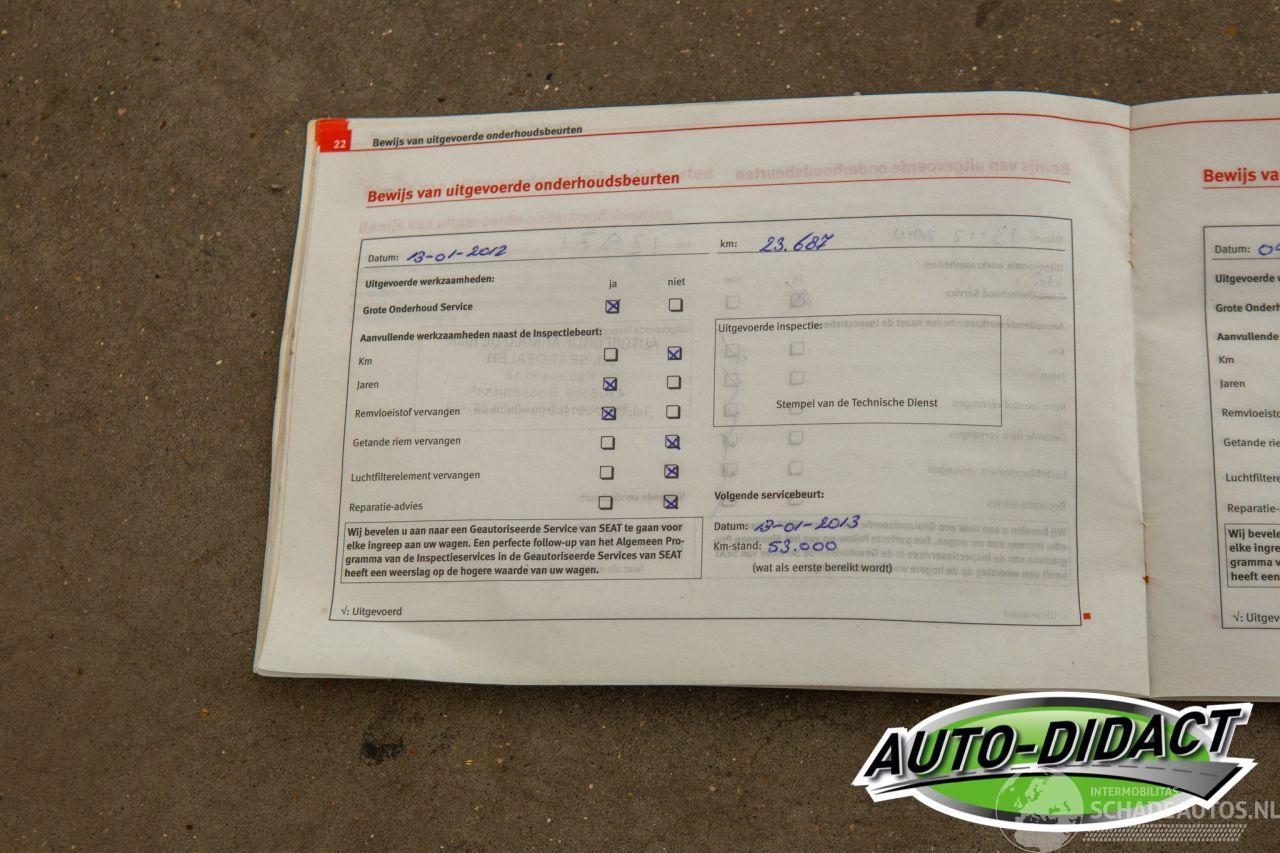 22 Bewijs van uitgevoerde onderhoudsbeurten
Bewijs van uitgevoerde onderhoudsbeurten
Datum: 13-01-2012 km: 23.687
Uitgevoerde werkzaamheden: ja niet
Grote Onderhoud Service
Aanvullende werkzaamheden naast de Inspectiebeurt:
Km
Jaren
Remvloeistof vervangen
Getande riem vervangen
Luchtfilterelement vervangen
Reparatie-advies
Wij bevelen u aan naar een Geautoriseerde Service van SEAT te gaan voor
elke ingreep aan uw wagen. Een perfecte follow-up van het Algemeen Pro-
gramma van de Inspectieservices in de Geautoriseerde Services van SEAT
heeft een weerslag op de hogere waarde van uw wagen.
√: Uitgevoerd
Uitgevoerde inspectie:
Stempel van de Technische Dienst
Volgende servicebeurt:
Datum: 13-01-2013
Km-stand: 53.000
(wat als eerste bereikt wordt)
Bewijs va
Datum: 0
Uitgevoerde
Grote Onderho
Aanvullende
Km
Jaren
Remvloeistof
Getande rie
Luchtfilterel
Reparatie-
Wij bevele
elke ingre
gramma v
heeft een
√: Uitgevo
AUTO-DIDACT
INTERMOBILITAS
SCHADEAUTOS.NL